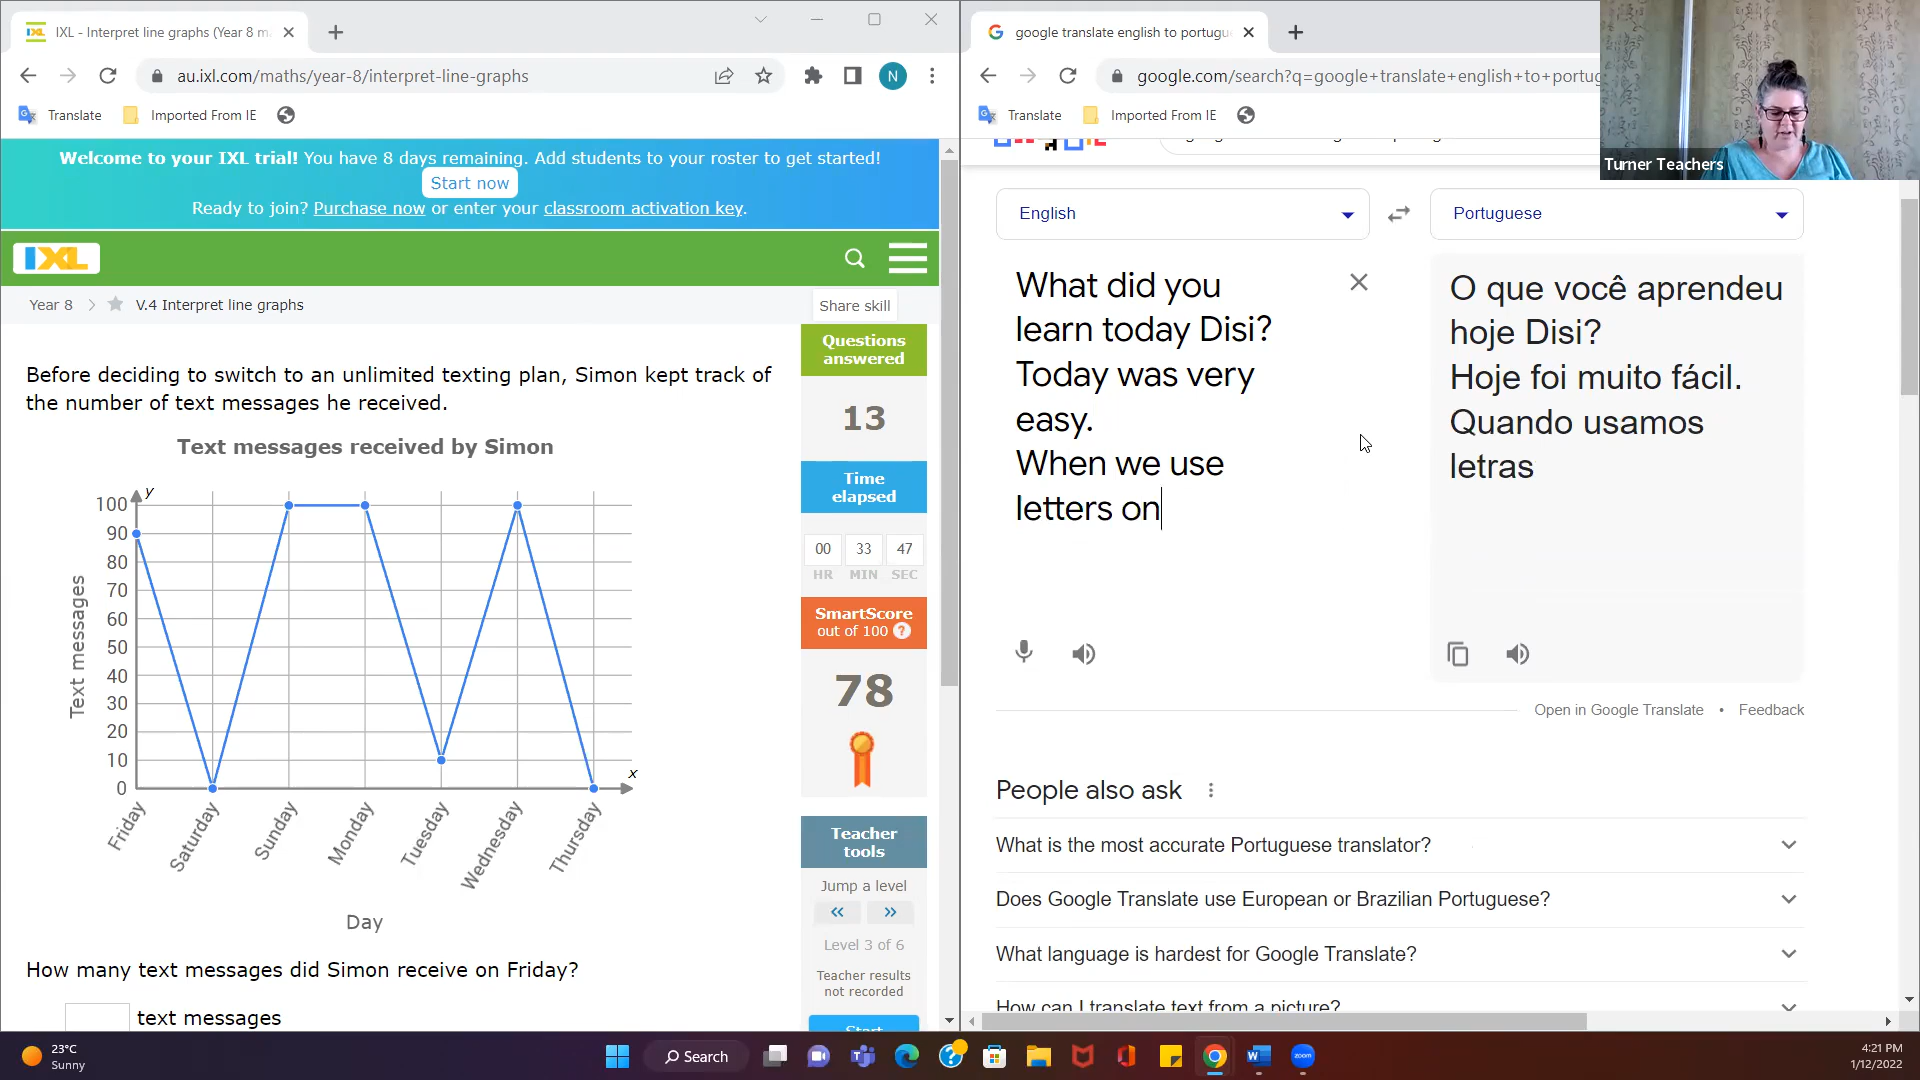 IXL - Interpret line graphs (Year 8 m
au.ixl.com/maths/year-8/interpret-line-graphs
N
Translate
Imported From IE
Welcome to your IXL trial! You have 8 days remaining. Add students to your roster to get started!
Start now
Ready to join? Purchase now or enter your classroom activation key.
IXL
Year 8
V.4 Interpret line graphs
Share skill
Before deciding to switch to an unlimited texting plan, Simon kept track of
the number of text messages he received.
Text messages received by Simon
y
100
90
80
70
60
50
40
30
20
10
0
x
Text messages
Friday
Saturday
Sunday
Monday
Tuesday
Wednesday
Thursday
Day
How many text messages did Simon receive on Friday?
text messages
Questions
answered
13
Time
elapsed
00 33 47
HR MIN SEC
SmartScore
out of 100 ?
78
Teacher
tools
Jump a level
Level 3 of 6
Teacher results
not recorded
Start
google translate english to portugu
google.com/search?q=google+translate+english+to+portug
Translate
Imported From IE
Turner Teachers
English
Portuguese
What did you
learn today Disi?
Today was very
easy.
When we use
letters on
O que você aprendeu
hoje Disi?
Hoje foi muito fácil.
Quando usamos
letras
Open in Google Translate • Feedback
People also ask
What is the most accurate Portuguese translator?
Does Google Translate use European or Brazilian Portuguese?
What language is hardest for Google Translate?
How can I translate text from a picture?
23°C
Sunny
Search
zoom
4:21 PM
1/12/2022